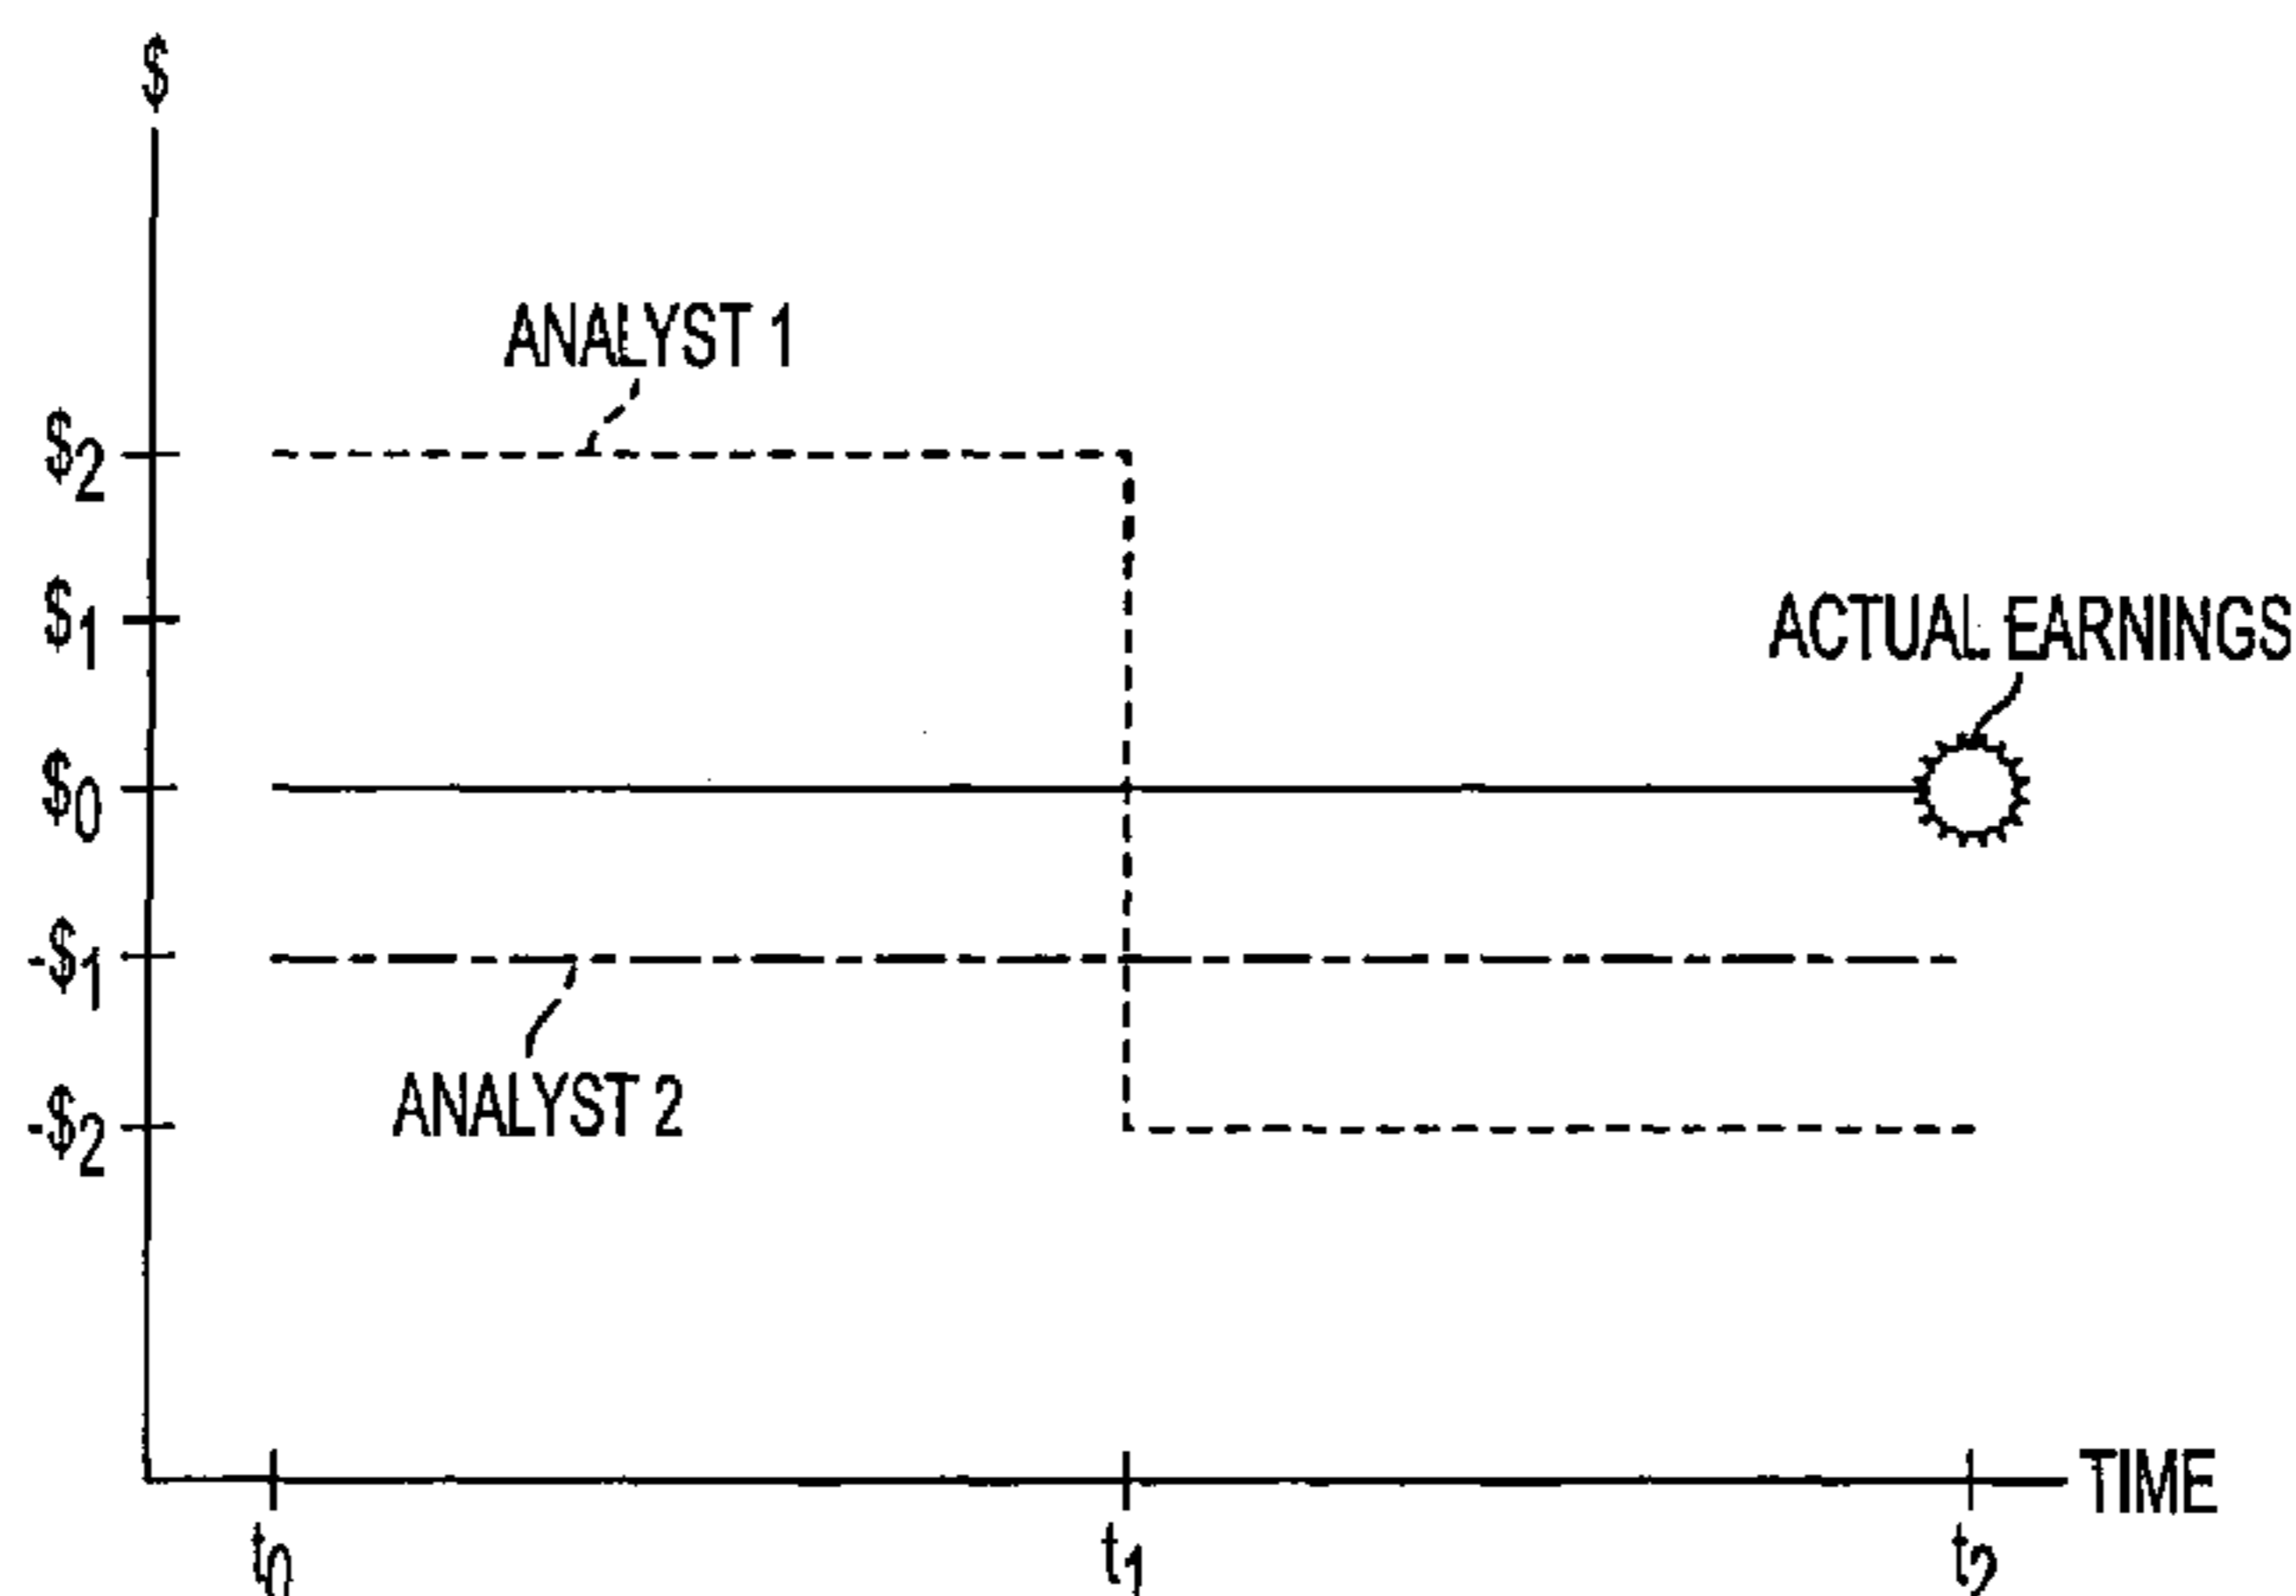 $
ANALYST 1
$2
$1
ACTUAL EARNINGS
$0
-$1
ANALYST 2
-$2
TIME
t0 t1 t2